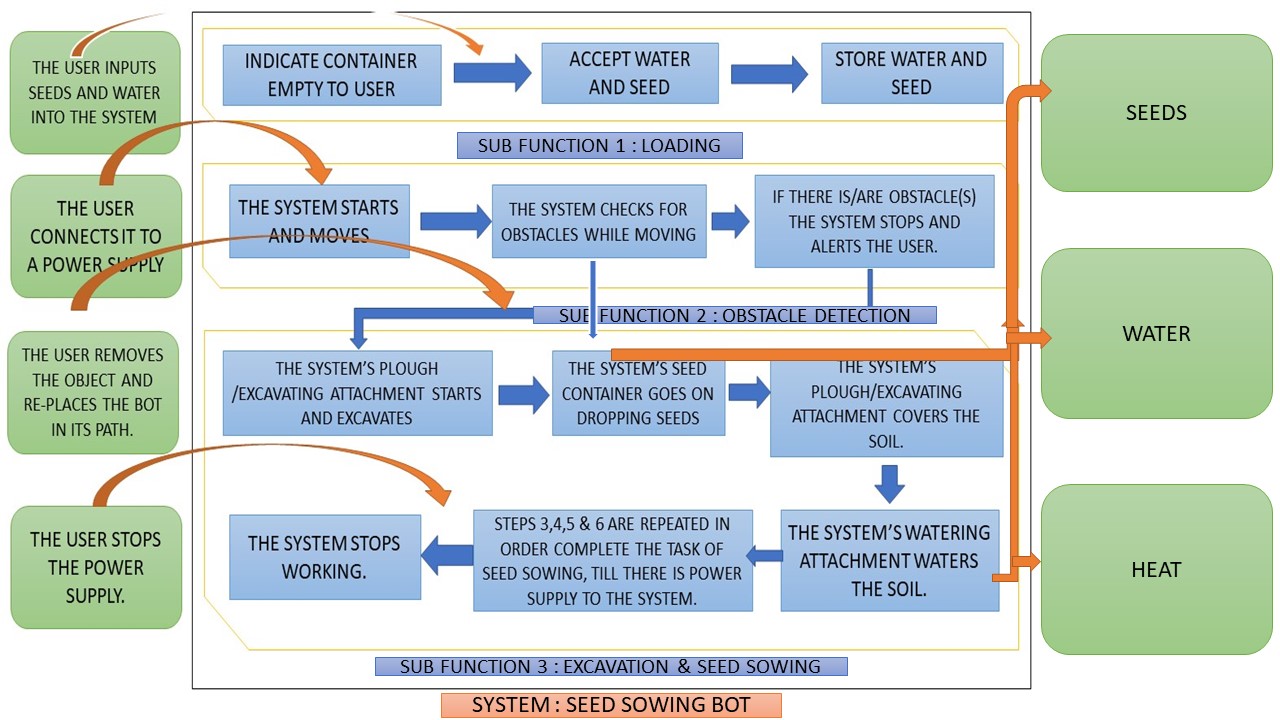 THE USER INPUTS
SEEDS AND WATER
INTO THE SYSTEM
INDICATE CONTAINER
EMPTY TO USER
ACCEPT WATER
AND SEED
STORE WATER AND
SEED
SEEDS
SUB FUNCTION 1 : LOADING
THE USER
CONNECTS IT TO
A POWER SUPPLY
THE SYSTEM STARTS
AND MOVES
THE SYSTEM CHECKS FOR
OBSTACLES WHILE MOVING
IF THERE IS/ARE OBSTACLE(S)
THE SYSTEM STOPS AND
ALERTS THE USER.
SUB FUNCTION 2 : OBSTACLE DETECTION
WATER
THE USER REMOVES
THE OBJECT AND
RE-PLACES THE BOT
IN ITS PATH.
THE SYSTEM'S PLOUGH
/EXCAVATING ATTACHMENT STARTS
AND EXCAVATES
THE SYSTEM'S SEED
CONTAINER GOES ON
DROPPING SEEDS
THE SYSTEM'S
PLOUGH/EXCAVATING
ATTACHMENT COVERS THE
SOIL.
THE USER STOPS
THE POWER
SUPPLY.
THE SYSTEM STOPS
WORKING.
STEPS 3,4,5 & 6 ARE REPEATED IN
ORDER COMPLETE THE TASK OF
SEED SOWING, TILL THERE IS POWER
SUPPLY TO THE SYSTEM.
THE SYSTEM'S WATERING
ATTACHMENT WATERS
THE SOIL.
HEAT
SUB FUNCTION 3 : EXCAVATION & SEED SOWING
SYSTEM : SEED SOWING BOT